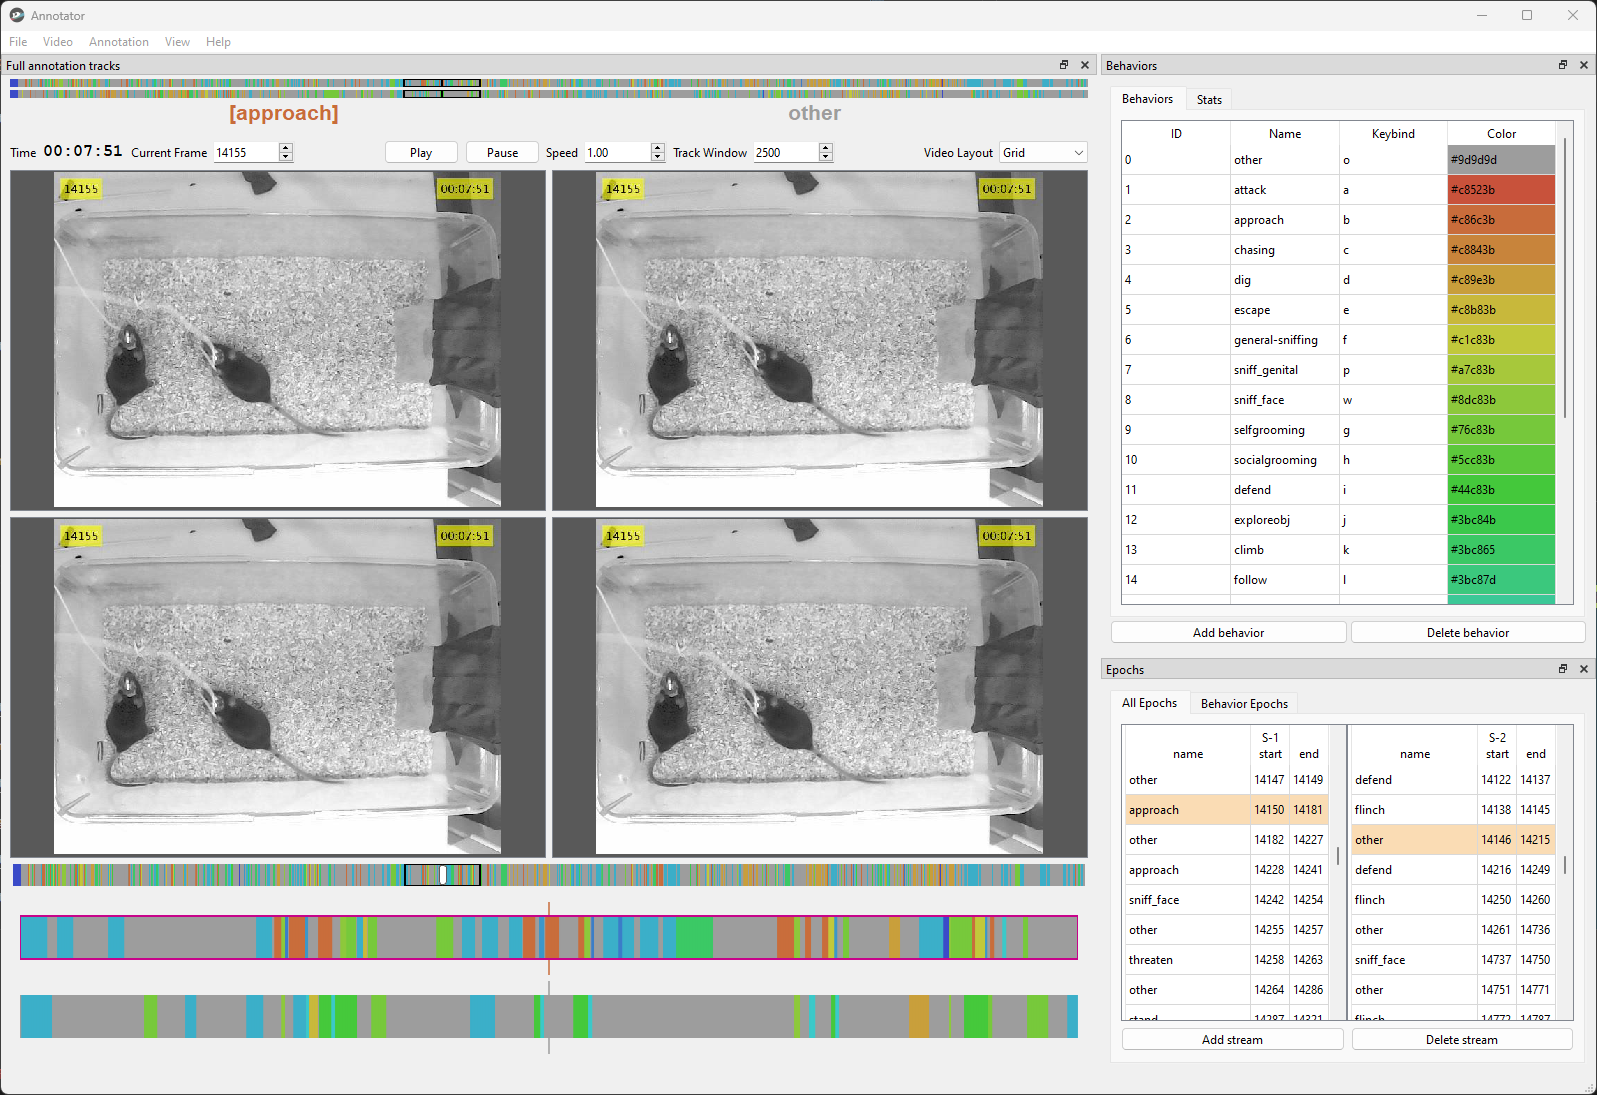 Annotator
File Video Annotation View Help
Full annotation tracks
[approach] other
Time 00:07:51 Current Frame 14155 Play Pause Speed 1.00 Track Window 2500 Video Layout Grid
14155 00:07:51 14155 00:07:51
14155 00:07:51 14155 00:07:51
Behaviors
Behaviors Stats
ID Name Keybind Color
0 other o #9d9d9d
1 attack a #c8523b
2 approach b #c86c3b
3 chasing c #c8843b
4 dig d #c89e3b
5 escape e #c8b83b
6 general-sniffing f #c1c83b
7 sniff_genital p #a7c83b
8 sniff_face w #8dc83b
9 selfgrooming g #76c83b
10 socialgrooming h #5cc83b
11 defend i #44c83b
12 exploreobj j #3bc84b
13 climb k #3bc865
14 follow l #3bc87d
Add behavior Delete behavior
Epochs
All Epochs Behavior Epochs
S-1 S-2
name start end name start end
other 14147 14149 defend 14122 14137
approach 14150 14181 flinch 14138 14145
other 14182 14227 other 14146 14215
approach 14228 14241 defend 14216 14249
sniff_face 14242 14254 flinch 14250 14260
other 14255 14257 other 14261 14736
threaten 14258 14263 sniff_face 14737 14750
other 14264 14286 other 14751 14771
stand 14287 14321 flinch 14772 14787
Add stream Delete stream